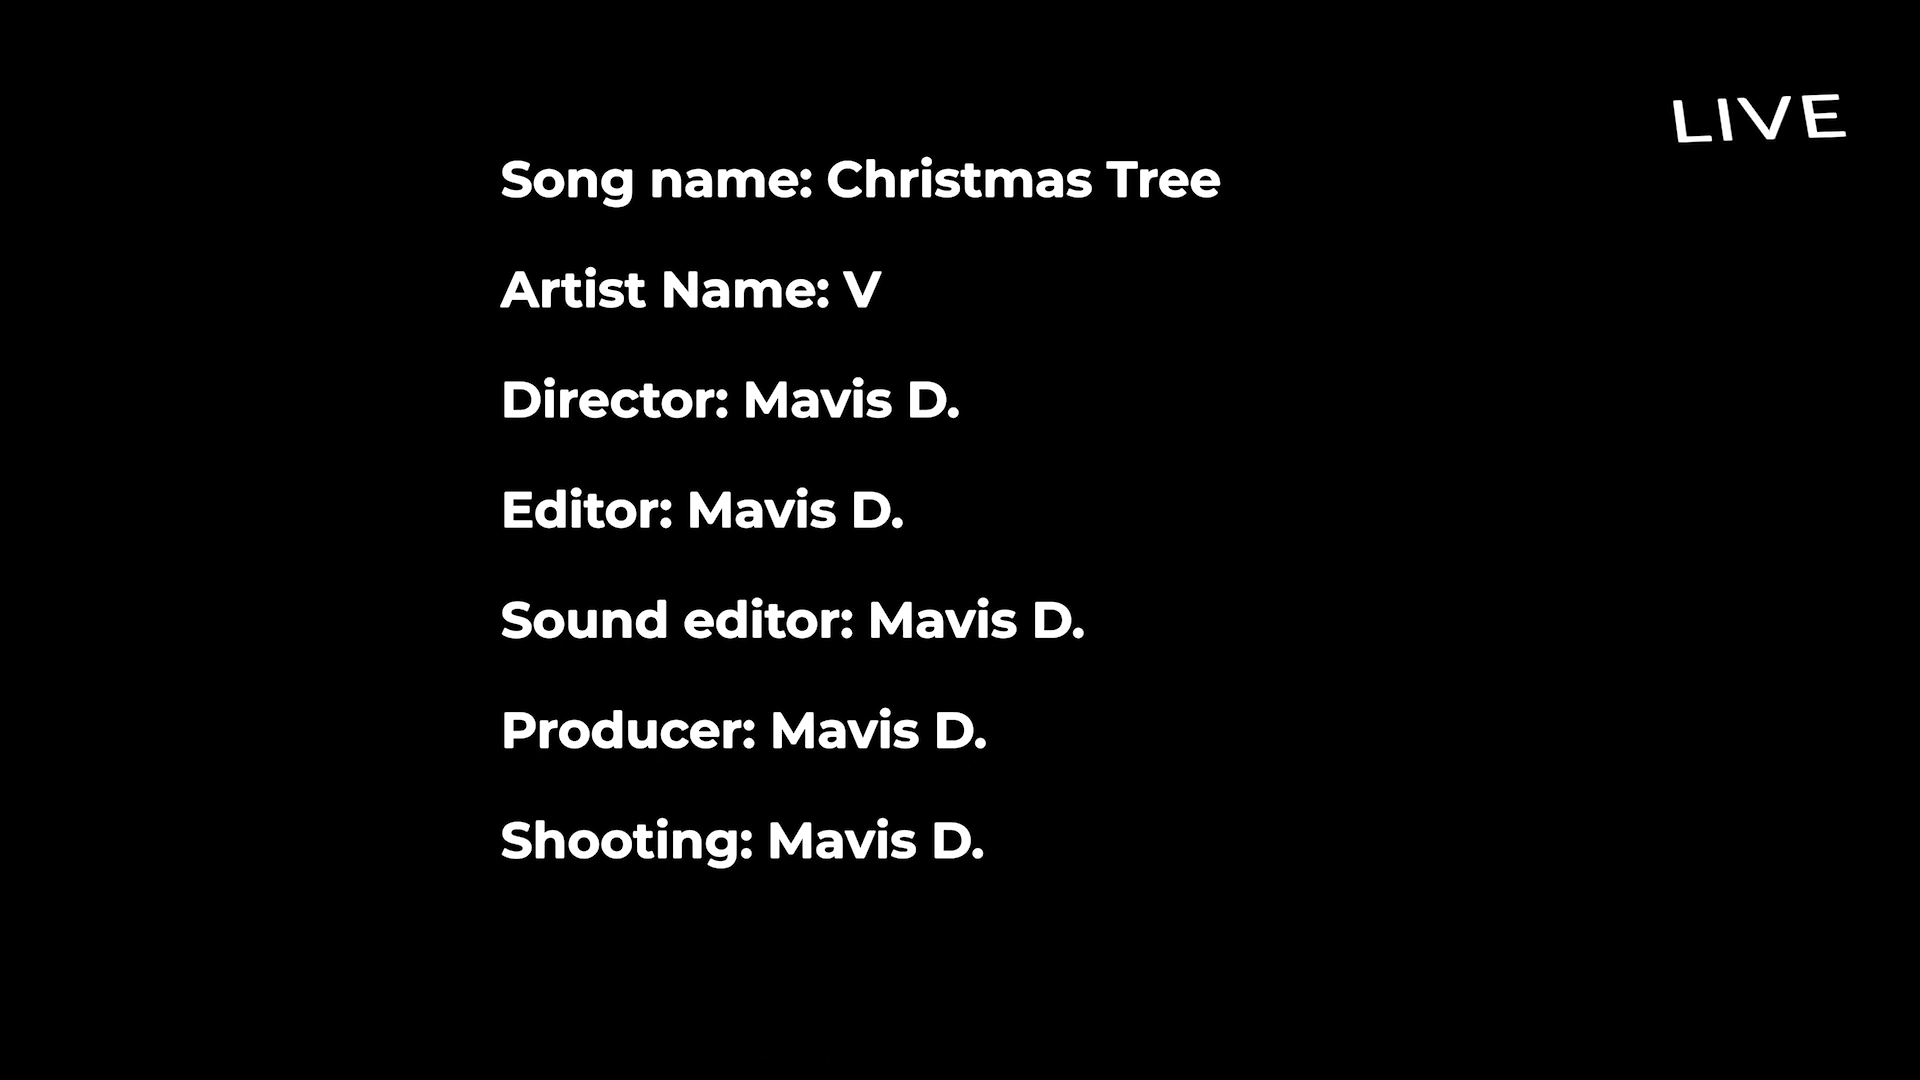 LIVE
Song name: Christmas Tree
Artist Name: V
Director: Mavis D.
Editor: Mavis D.
Sound editor: Mavis D.
Producer: Mavis D.
Shooting: Mavis D.